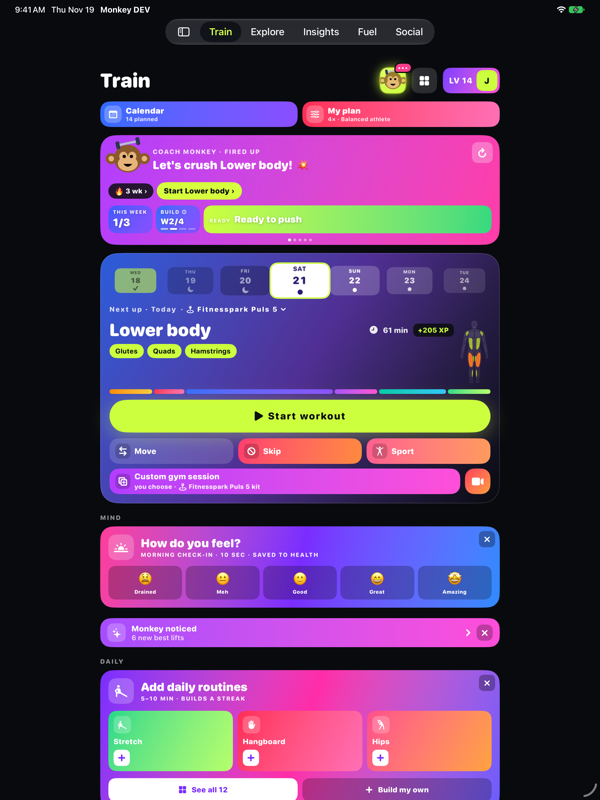 9:41 AM Thu Nov 19 Monkey DEV
Train Explore Insights Fuel Social
Train
LV 14 J
Calendar
14 planned
My plan
4× · Balanced athlete
COACH MONKEY · FIRED UP
Let's crush Lower body! 💥
🔥 3 wk ›
Start Lower body ›
THIS WEEK
1/3
BUILD
W2/4
READY Ready to push
WED
18
THU
19
FRI
20
SAT
21
SUN
22
MON
23
TUE
24
Next up · Today · Fitnesspark Puls 5
Lower body
61 min
+205 XP
Glutes
Quads
Hamstrings
Start workout
Move
Skip
Sport
Custom gym session
you choose · Fitnesspark Puls 5 kit
MIND
How do you feel?
MORNING CHECK-IN · 10 SEC · SAVED TO HEALTH
Drained
Meh
Good
Great
Amazing
Monkey noticed
6 new best lifts
DAILY
Add daily routines
5–10 MIN · BUILDS A STREAK
Stretch
Hangboard
Hips
See all 12
Build my own